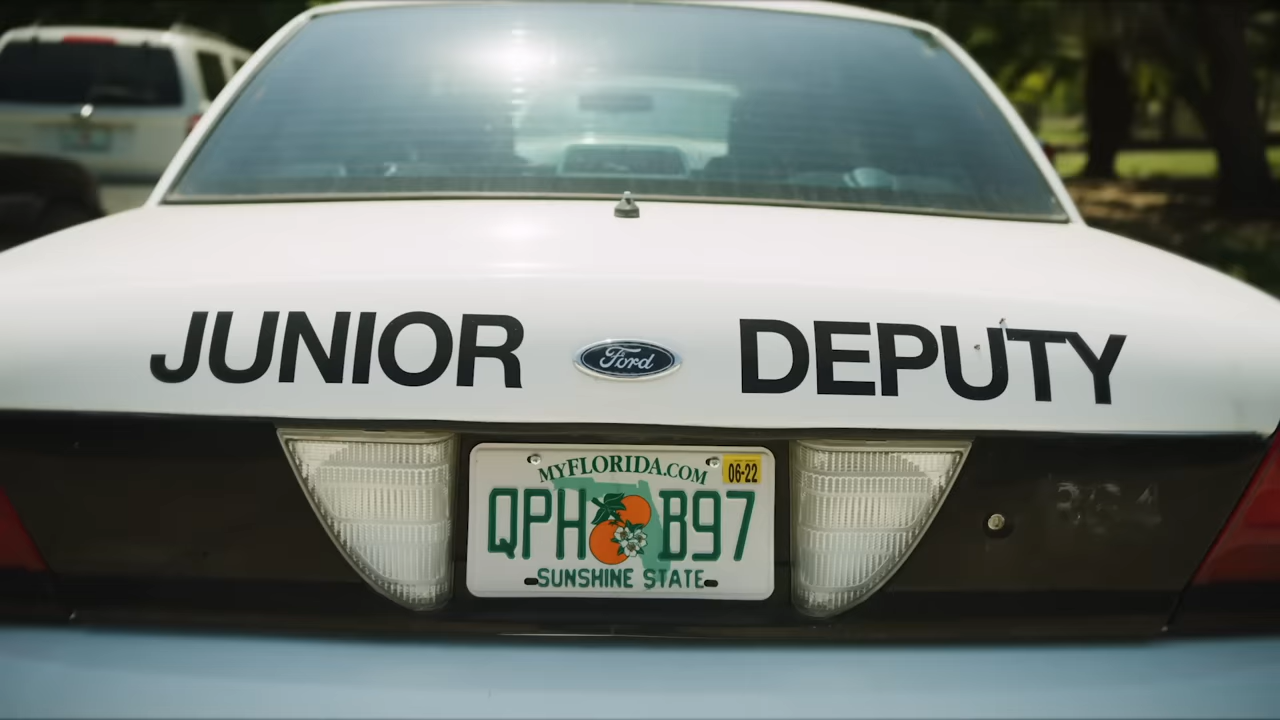 JUNIOR DEPUTY
Ford
MYFLORIDA.COM
06-22
QPH B97
SUNSHINE STATE